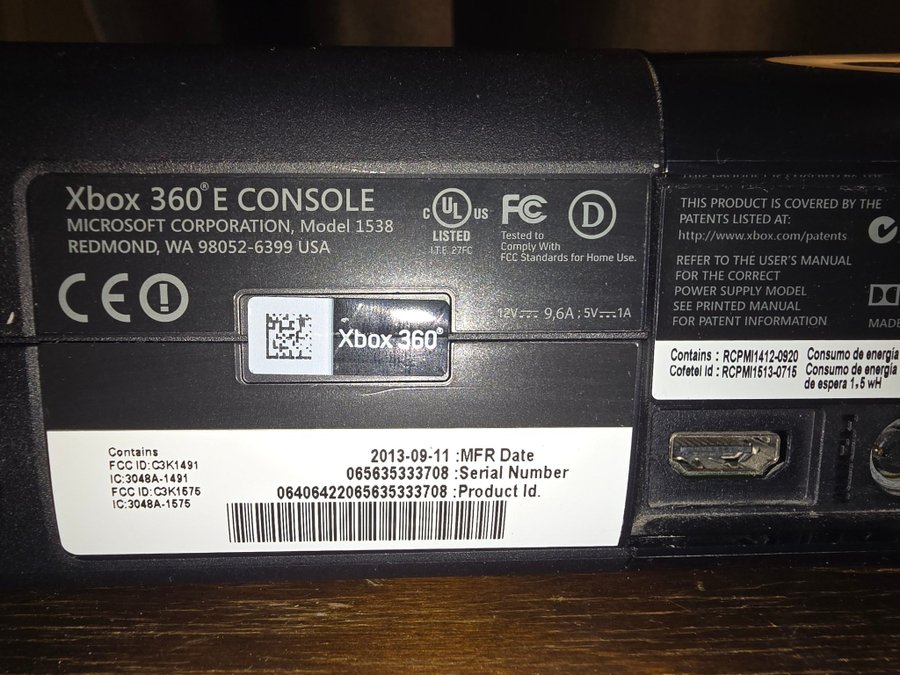 Xbox 360® E CONSOLE
MICROSOFT CORPORATION, Model 1538
REDMOND, WA 98052-6399 USA
C UL US
LISTED
I.T.E. 27FC
FC
Tested to
Comply With
FCC Standards for Home Use.
D
CE
12V⎓ 9,6A ; 5V⎓1A
Xbox 360®
Contains
FCC ID:C3K1491
IC:3048A-1491
FCC ID:C3K1575
IC:3048A-1575
2013-09-11 :MFR Date
065635333708 :Serial Number
06406422065635333708 :Product Id.
THIS PRODUCT IS COVERED BY THE
PATENTS LISTED AT:
http://www.xbox.com/patents
REFER TO THE USER'S MANUAL
FOR THE CORRECT
POWER SUPPLY MODEL
SEE PRINTED MANUAL
FOR PATENT INFORMATION
MADE
Contains : RCPMI1412-0920
Cofetel Id : RCPMI1513-0715
Consumo de energía
Consumo de energía
de espera 1,5 wH